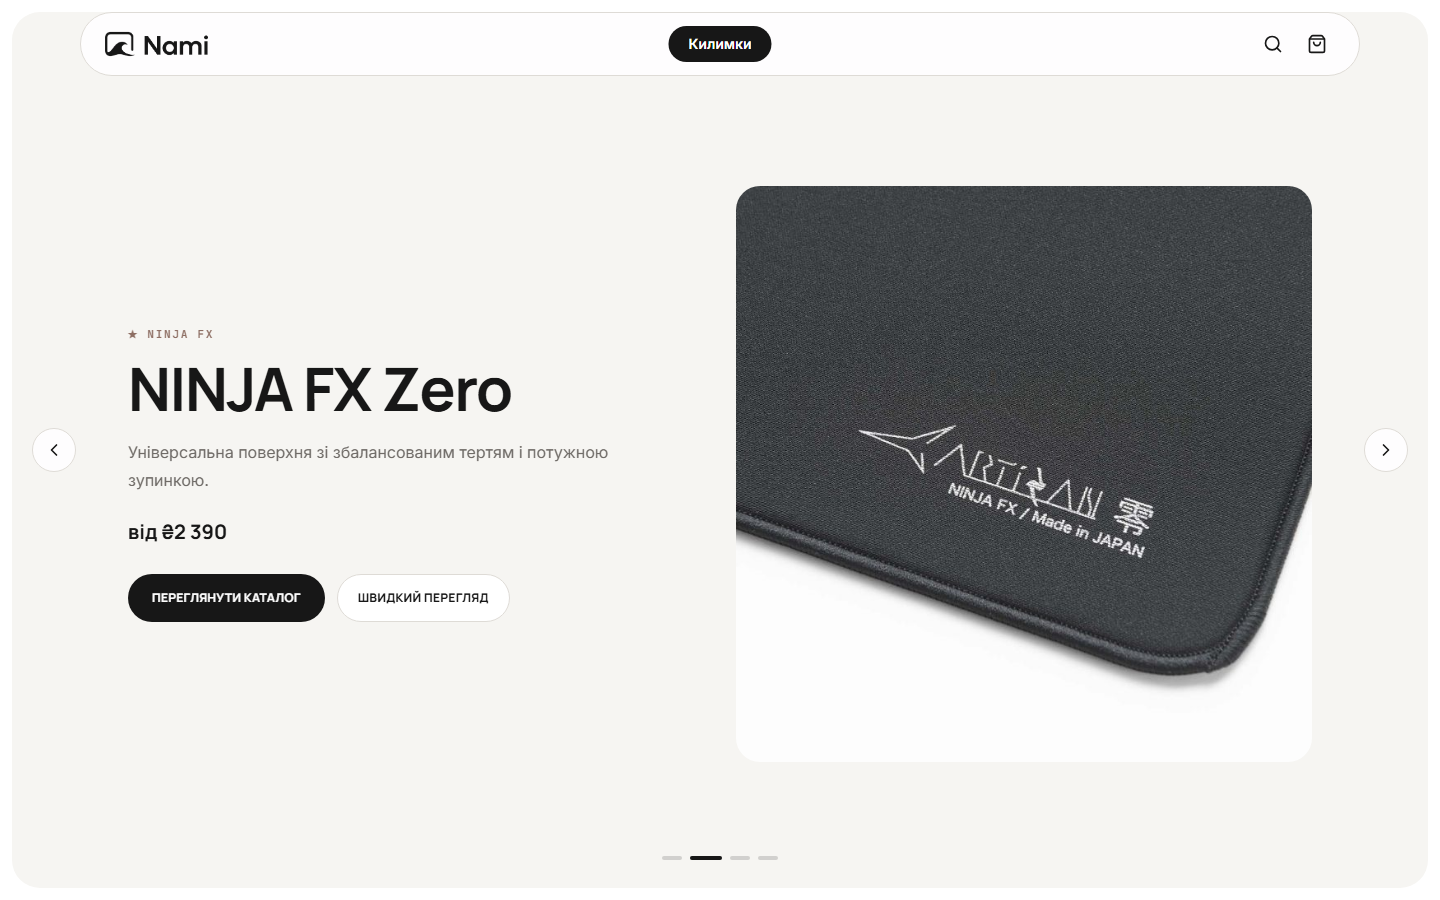 Nami
Килимки
★ NINJA FX
NINJA FX Zero
Універсальна поверхня зі збалансованим тертям і потужною
зупинкою.
від ₴2 390
ПЕРЕГЛЯНУТИ КАТАЛОГ
ШВИДКИЙ ПЕРЕГЛЯД
ARTISAN 零
NINJA FX / Made in JAPAN